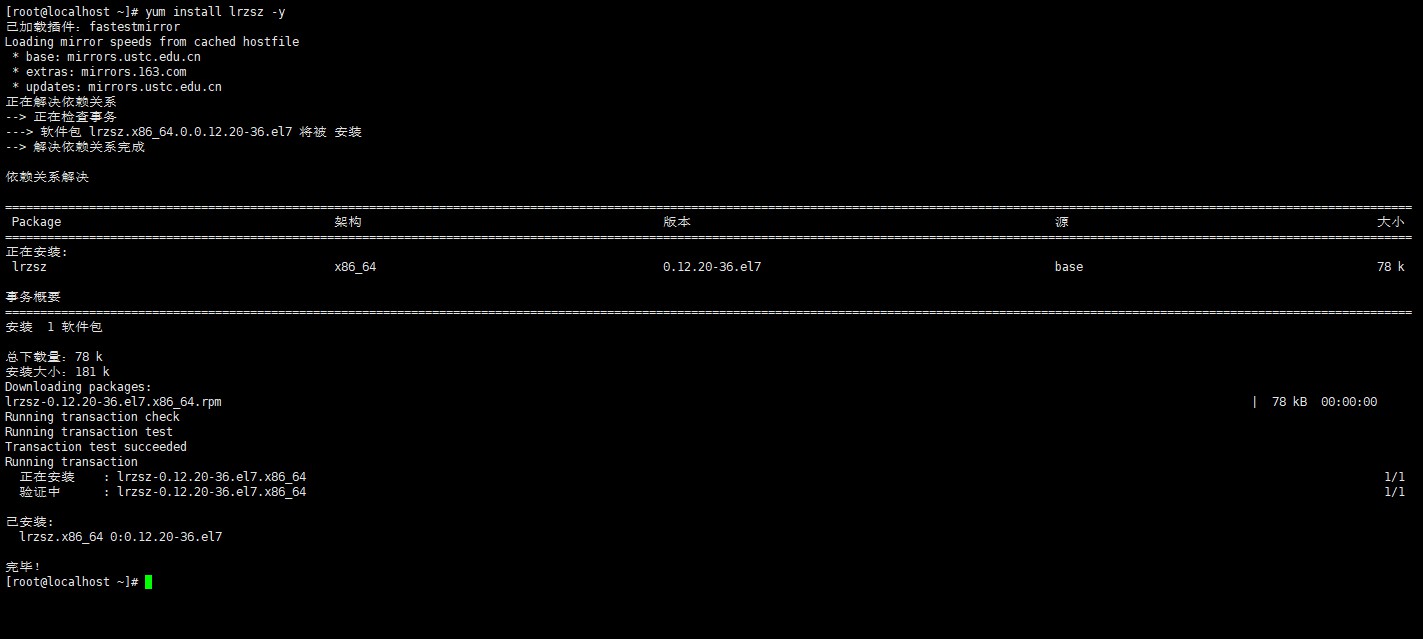 [root@localhost ~]# yum install lrzsz -y
已加载插件：fastestmirror
Loading mirror speeds from cached hostfile
 * base: mirrors.ustc.edu.cn
 * extras: mirrors.163.com
 * updates: mirrors.ustc.edu.cn
正在解决依赖关系
--> 正在检查事务
---> 软件包 lrzsz.x86_64.0.0.12.20-36.el7 将被 安装
--> 解决依赖关系完成

依赖关系解决

================================================================================
 Package 架构 版本 源 大小
================================================================================
正在安装:
 lrzsz x86_64 0.12.20-36.el7 base 78 k

事务概要
================================================================================
安装  1 软件包

总下载量：78 k
安装大小：181 k
Downloading packages:
lrzsz-0.12.20-36.el7.x86_64.rpm | 78 kB 00:00:00
Running transaction check
Running transaction test
Transaction test succeeded
Running transaction
  正在安装    : lrzsz-0.12.20-36.el7.x86_64 1/1
  验证中      : lrzsz-0.12.20-36.el7.x86_64 1/1

已安装:
  lrzsz.x86_64 0:0.12.20-36.el7

完毕！
[root@localhost ~]#